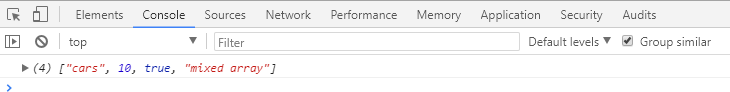 Elements Console Sources Network Performance Memory Application Security Audits
top Filter Default levels Group similar
(4) ["cars", 10, true, "mixed array"]